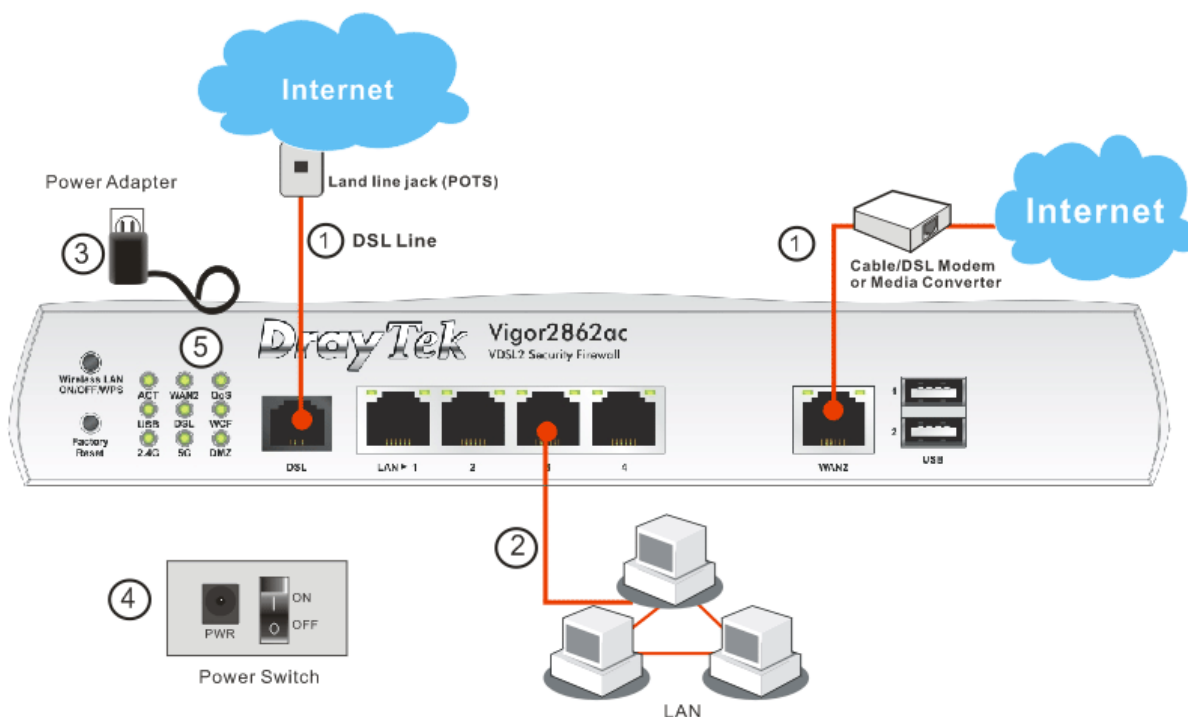 Internet
Power Adapter
Land line jack (POTS)
3
1 DSL Line
1
Internet
Cable/DSL Modem
or Media Converter
5
DrayTek
Vigor2862ac
VDSL2 Security Firewall
Wireless LAN
ON/OFF/WPS
ACT WAN2 QoS
USB DSL WCF
2.4G 5G DMZ
Factory
Reset
DSL
LAN 1 2 3 4
WAN2
1
2
USB
2
4
PWR
I
O
ON
OFF
Power Switch
LAN